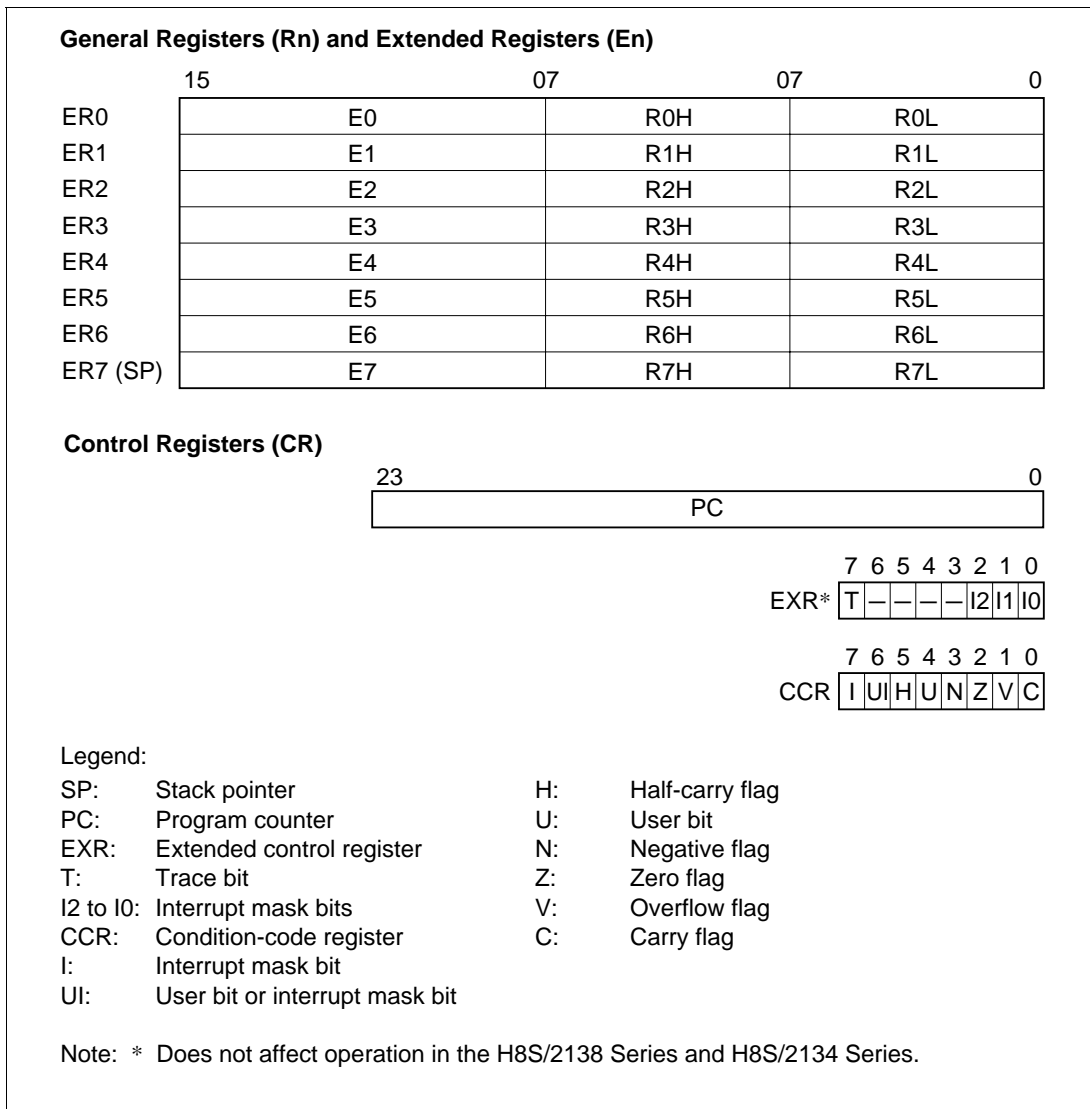 General Registers (Rn) and Extended Registers (En)
15 07 07 0
ER0 E0 R0H R0L
ER1 E1 R1H R1L
ER2 E2 R2H R2L
ER3 E3 R3H R3L
ER4 E4 R4H R4L
ER5 E5 R5H R5L
ER6 E6 R6H R6L
ER7 (SP) E7 R7H R7L
Control Registers (CR)
23 0
PC
7 6 5 4 3 2 1 0
EXR* T — — — — I2 I1 I0
7 6 5 4 3 2 1 0
CCR I UI H U N Z V C
Legend:
SP: Stack pointer H: Half-carry flag
PC: Program counter U: User bit
EXR: Extended control register N: Negative flag
T: Trace bit Z: Zero flag
I2 to I0: Interrupt mask bits V: Overflow flag
CCR: Condition-code register C: Carry flag
I: Interrupt mask bit
UI: User bit or interrupt mask bit
Note: * Does not affect operation in the H8S/2138 Series and H8S/2134 Series.